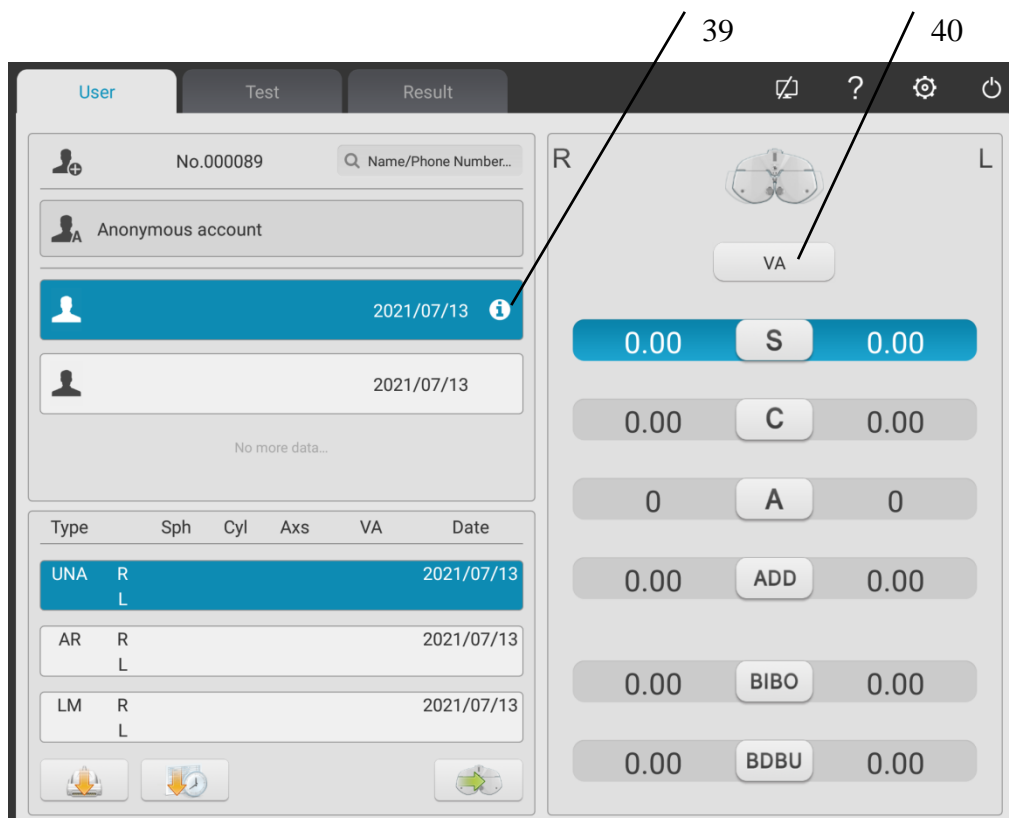 39
40
User
Test
Result
?
No.000089
Name/Phone Number...
A
Anonymous account
2021/07/13
2021/07/13
No more data...
Type Sph Cyl Axs VA Date
UNA R 2021/07/13
L
AR R 2021/07/13
L
LM R 2021/07/13
L
R
L
VA
0.00 S 0.00
0.00 C 0.00
0 A 0
0.00 ADD 0.00
0.00 BIBO 0.00
0.00 BDBU 0.00